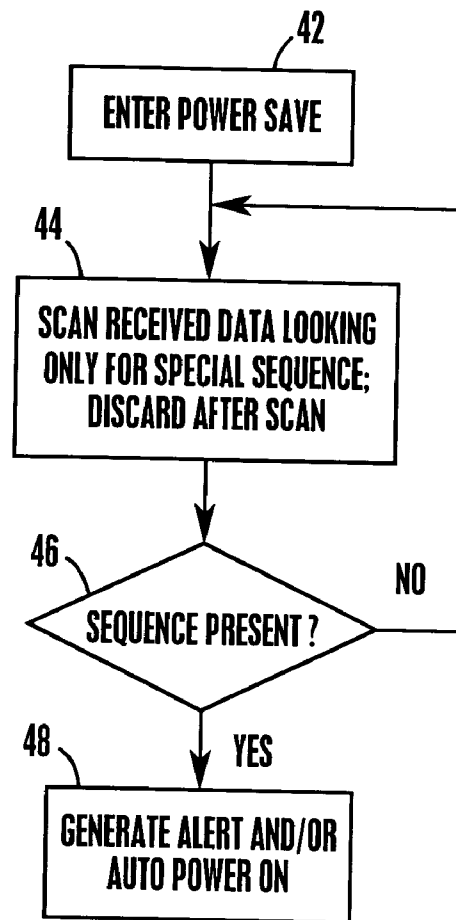 42
ENTER POWER SAVE
44
SCAN RECEIVED DATA LOOKING
ONLY FOR SPECIAL SEQUENCE;
DISCARD AFTER SCAN
46
SEQUENCE PRESENT ?
NO
YES
48
GENERATE ALERT AND/OR
AUTO POWER ON